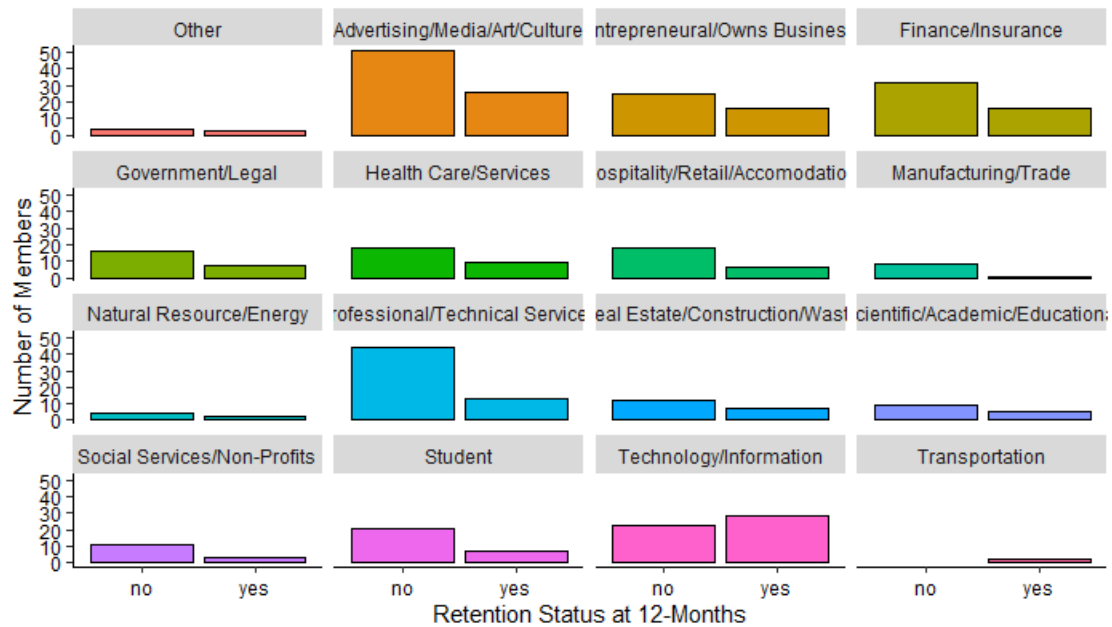 Other
Advertising/Media/Art/Culture
ntrepreneural/Owns Busines
Finance/Insurance
50
40
30
20
10
0
Government/Legal
Health Care/Services
ospitality/Retail/Accomodatio
Manufacturing/Trade
50
40
30
20
10
0
Natural Resource/Energy
rofessional/Technical Service
eal Estate/Construction/Wast
cientific/Academic/Educationa
50
40
30
20
10
0
Social Services/Non-Profits
Student
Technology/Information
Transportation
50
40
30
20
10
0
no yes no yes no yes no yes
Retention Status at 12-Months
Number of Members